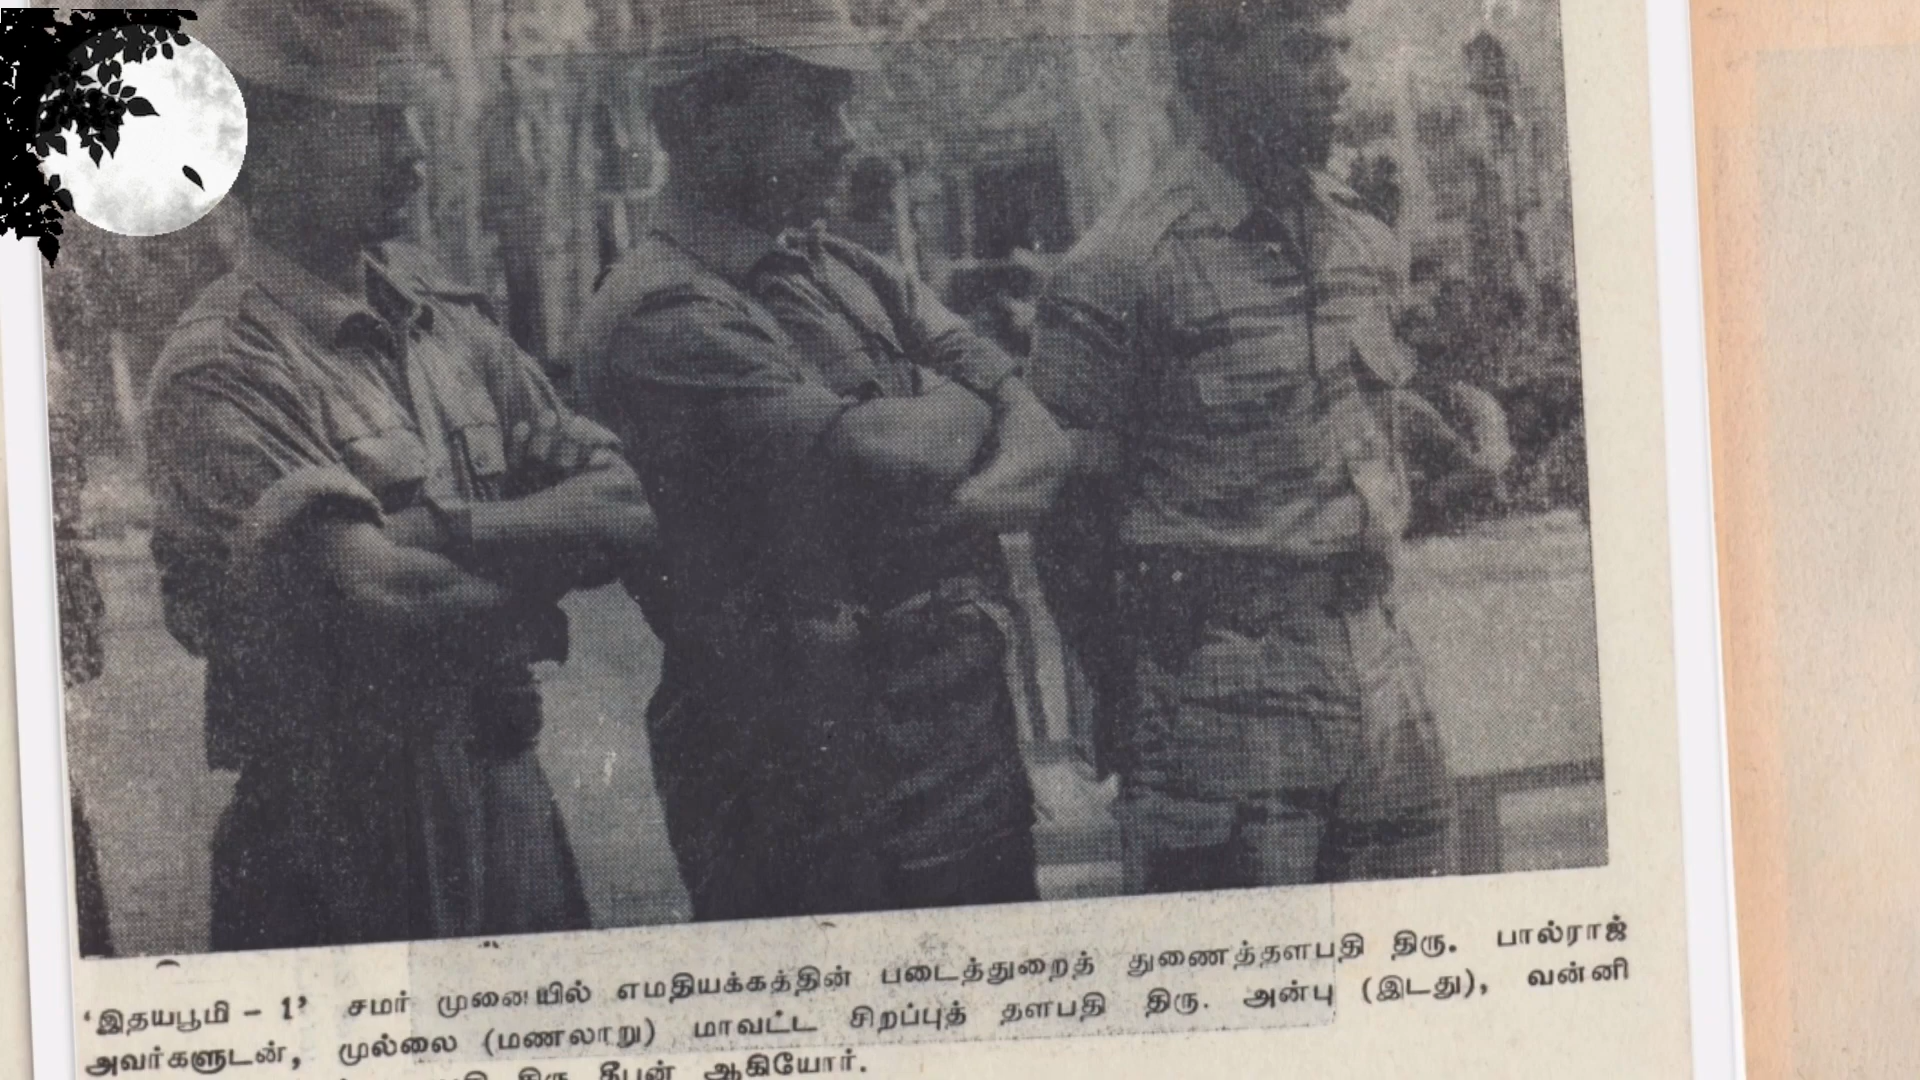 ‘இதயபூமி – 1’ சமர் முனையில் எமதியக்கத்தின் படைத்துறைத் துணைத்தளபதி திரு. பால்ராஜ்
அவர்களுடன், முல்லை (மணலாறு) மாவட்ட சிறப்புத் தளபதி திரு. அன்பு (இடது), வன்னி
திரு தீபன் ஆகியோர்.